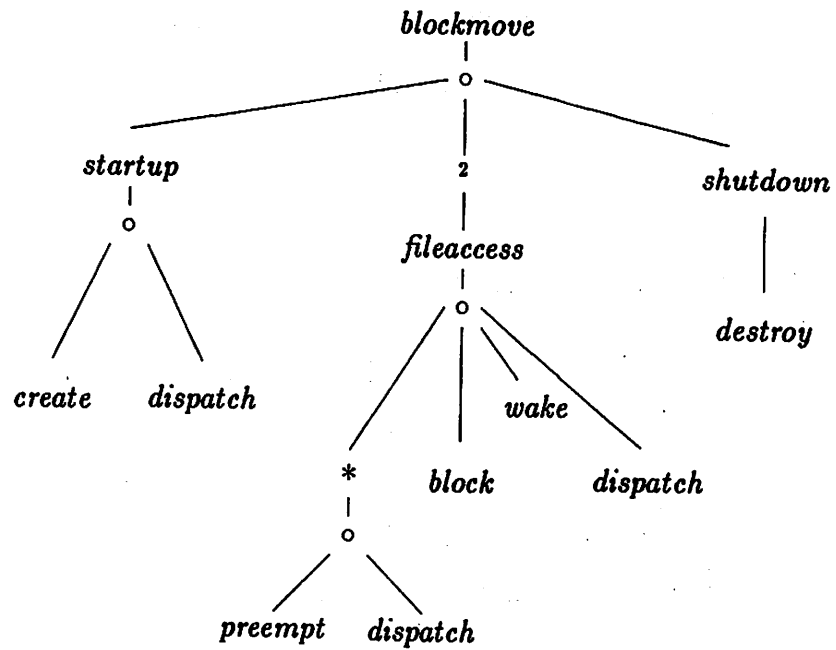 blockmove
o
startup
2
shutdown
o
fileaccess
o
destroy
create dispatch
wake
*
block dispatch
o
preempt dispatch